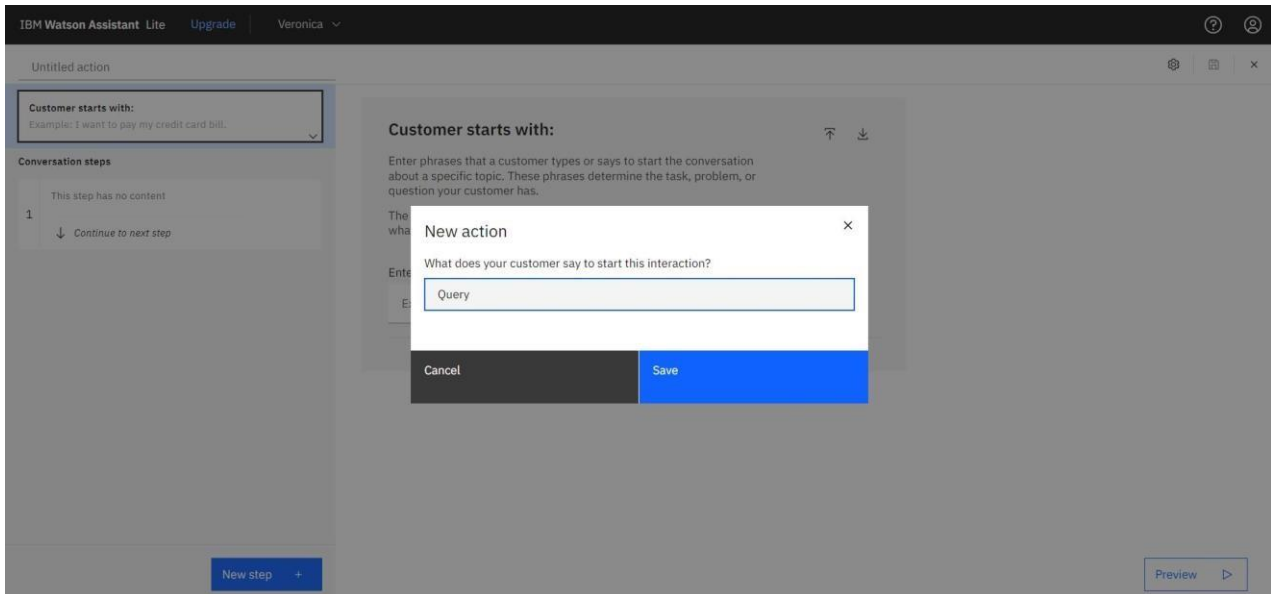 IBM Watson Assistant Lite Upgrade Veronica
Untitled action
Customer starts with:
Example: I want to pay my credit card bill.
Conversation steps
1
This step has no content
Continue to next step
New step +
Customer starts with:
Enter phrases that a customer types or says to start the conversation
about a specific topic. These phrases determine the task, problem, or
question your customer has.
The
New action
What does your customer say to start this interaction?
Query
Cancel Save
Preview